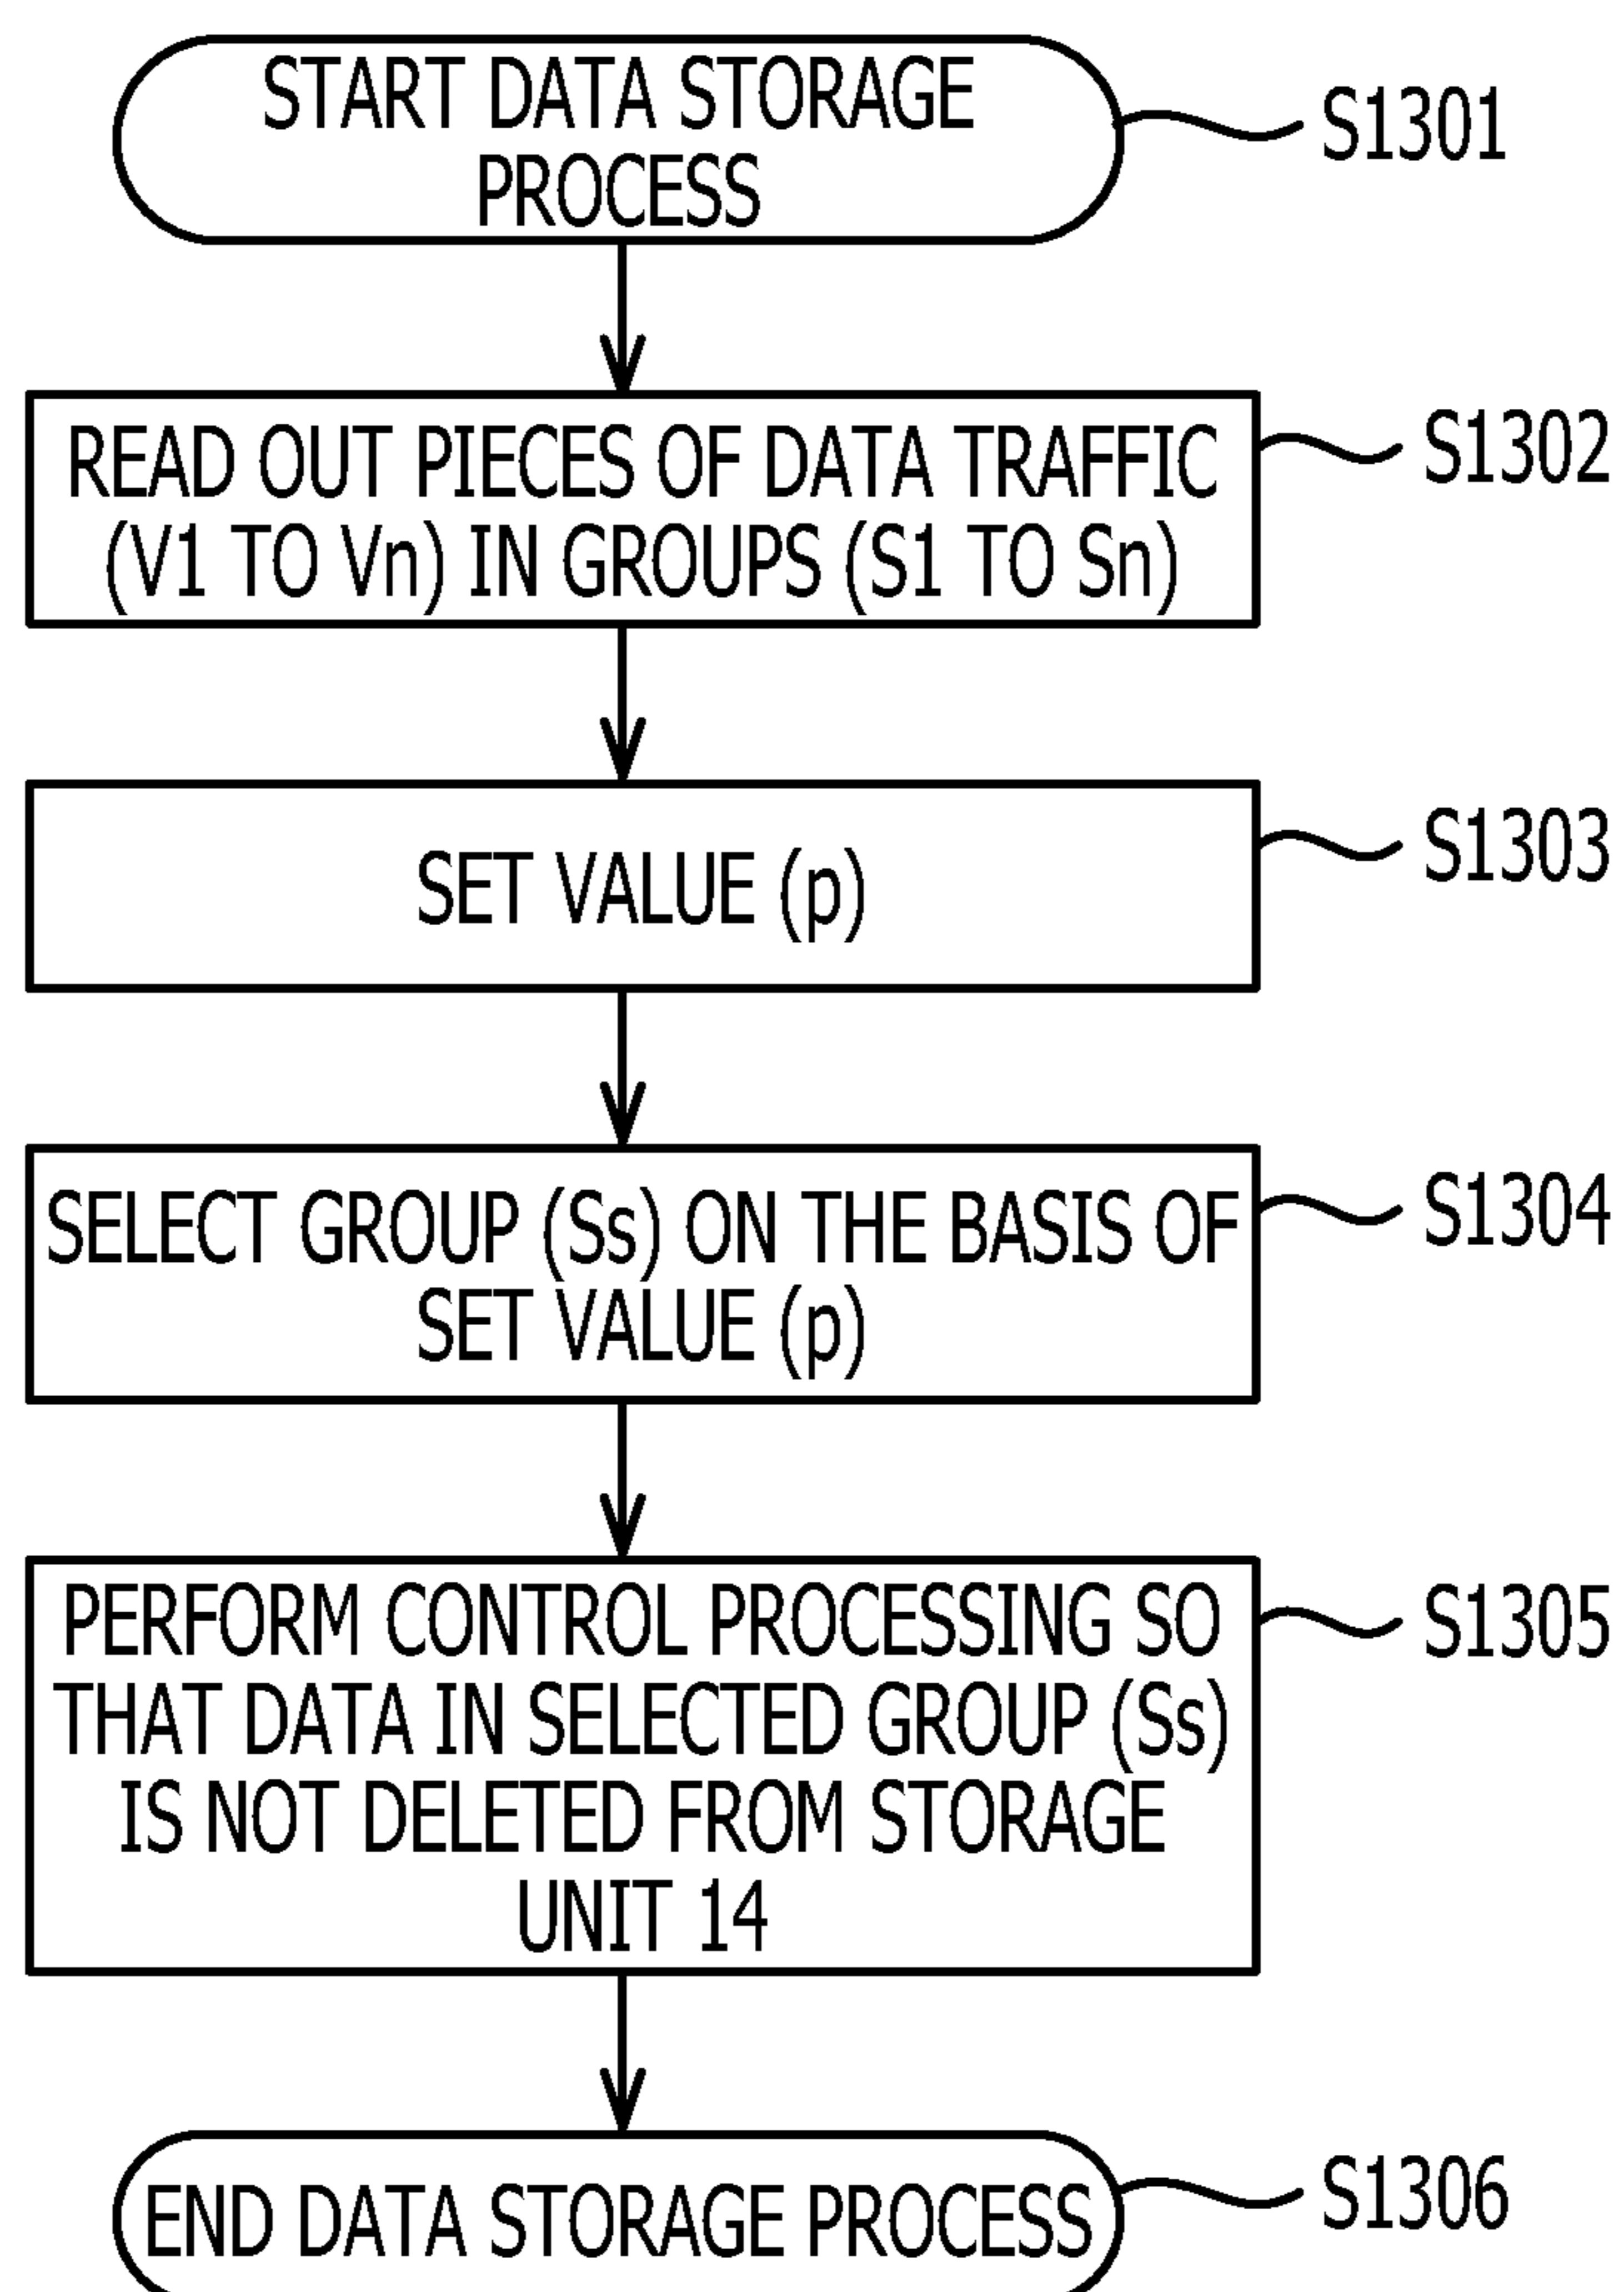 START DATA STORAGE
PROCESS
S1301
READ OUT PIECES OF DATA TRAFFIC
(V1 TO Vn) IN GROUPS (S1 TO Sn)
S1302
SET VALUE (p)
S1303
SELECT GROUP (Ss) ON THE BASIS OF
SET VALUE (p)
S1304
PERFORM CONTROL PROCESSING SO
THAT DATA IN SELECTED GROUP (Ss)
IS NOT DELETED FROM STORAGE
UNIT 14
S1305
END DATA STORAGE PROCESS
S1306